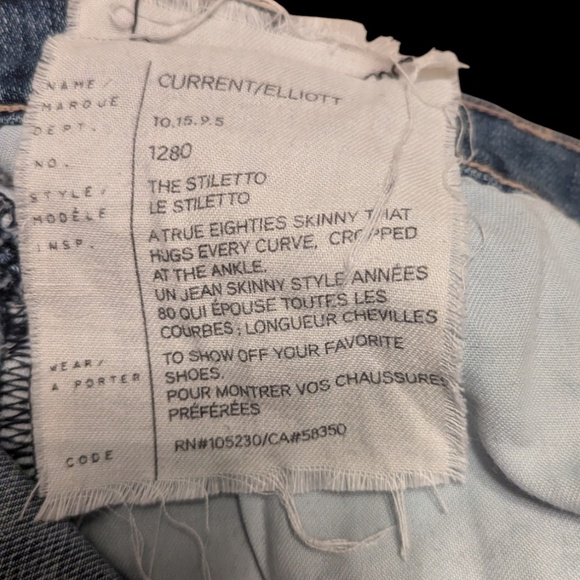 NAME/ CURRENT/ELLIOTT
MARQUE
DEPT. 10.15.9.5
NO. 1280
STYLE/ THE STILETTO
MODÈLE LE STILETTO
INSP. A TRUE EIGHTIES SKINNY THAT
HUGS EVERY CURVE, CROPPED
AT THE ANKLE.
UN JEAN SKINNY STYLE ANNÉES
80 QUI ÉPOUSE TOUTES LES
COURBES ; LONGUEUR CHEVILLES
WEAR/ TO SHOW OFF YOUR FAVORITE
À PORTER SHOES.
POUR MONTRER VOS CHAUSSURES
PRÉFÉRÉES
CODE RN#105230/CA#58350